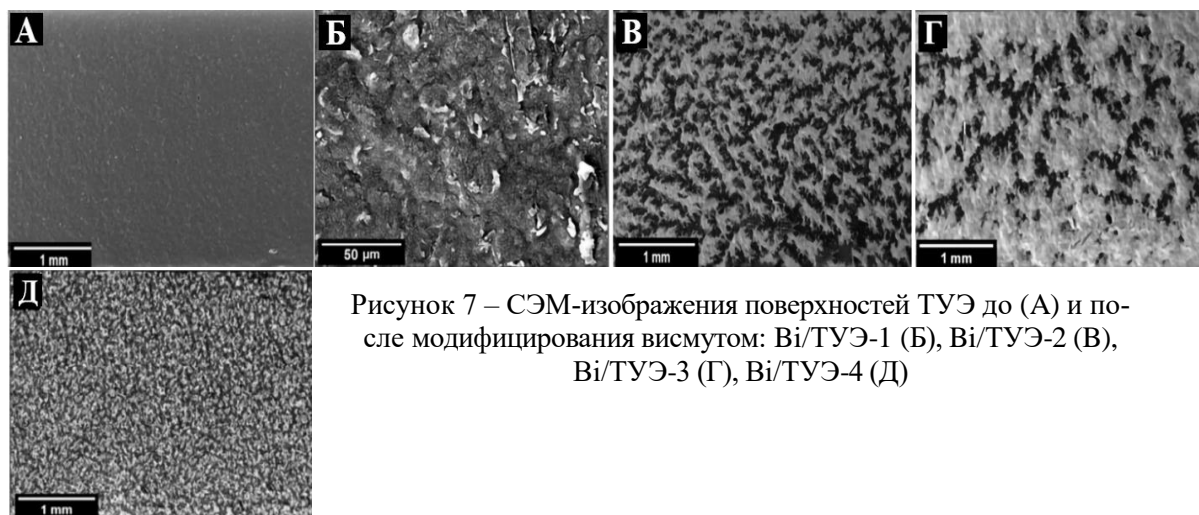 А
Б
В
Г
1 mm
50 µm
1 mm
1 mm
Д
1 mm
Рисунок 7 – СЭМ-изображения поверхностей ТУЭ до (А) и по-
сле модифицирования висмутом: Bi/ТУЭ-1 (Б), Bi/ТУЭ-2 (В),
Bi/ТУЭ-3 (Г), Bi/ТУЭ-4 (Д)